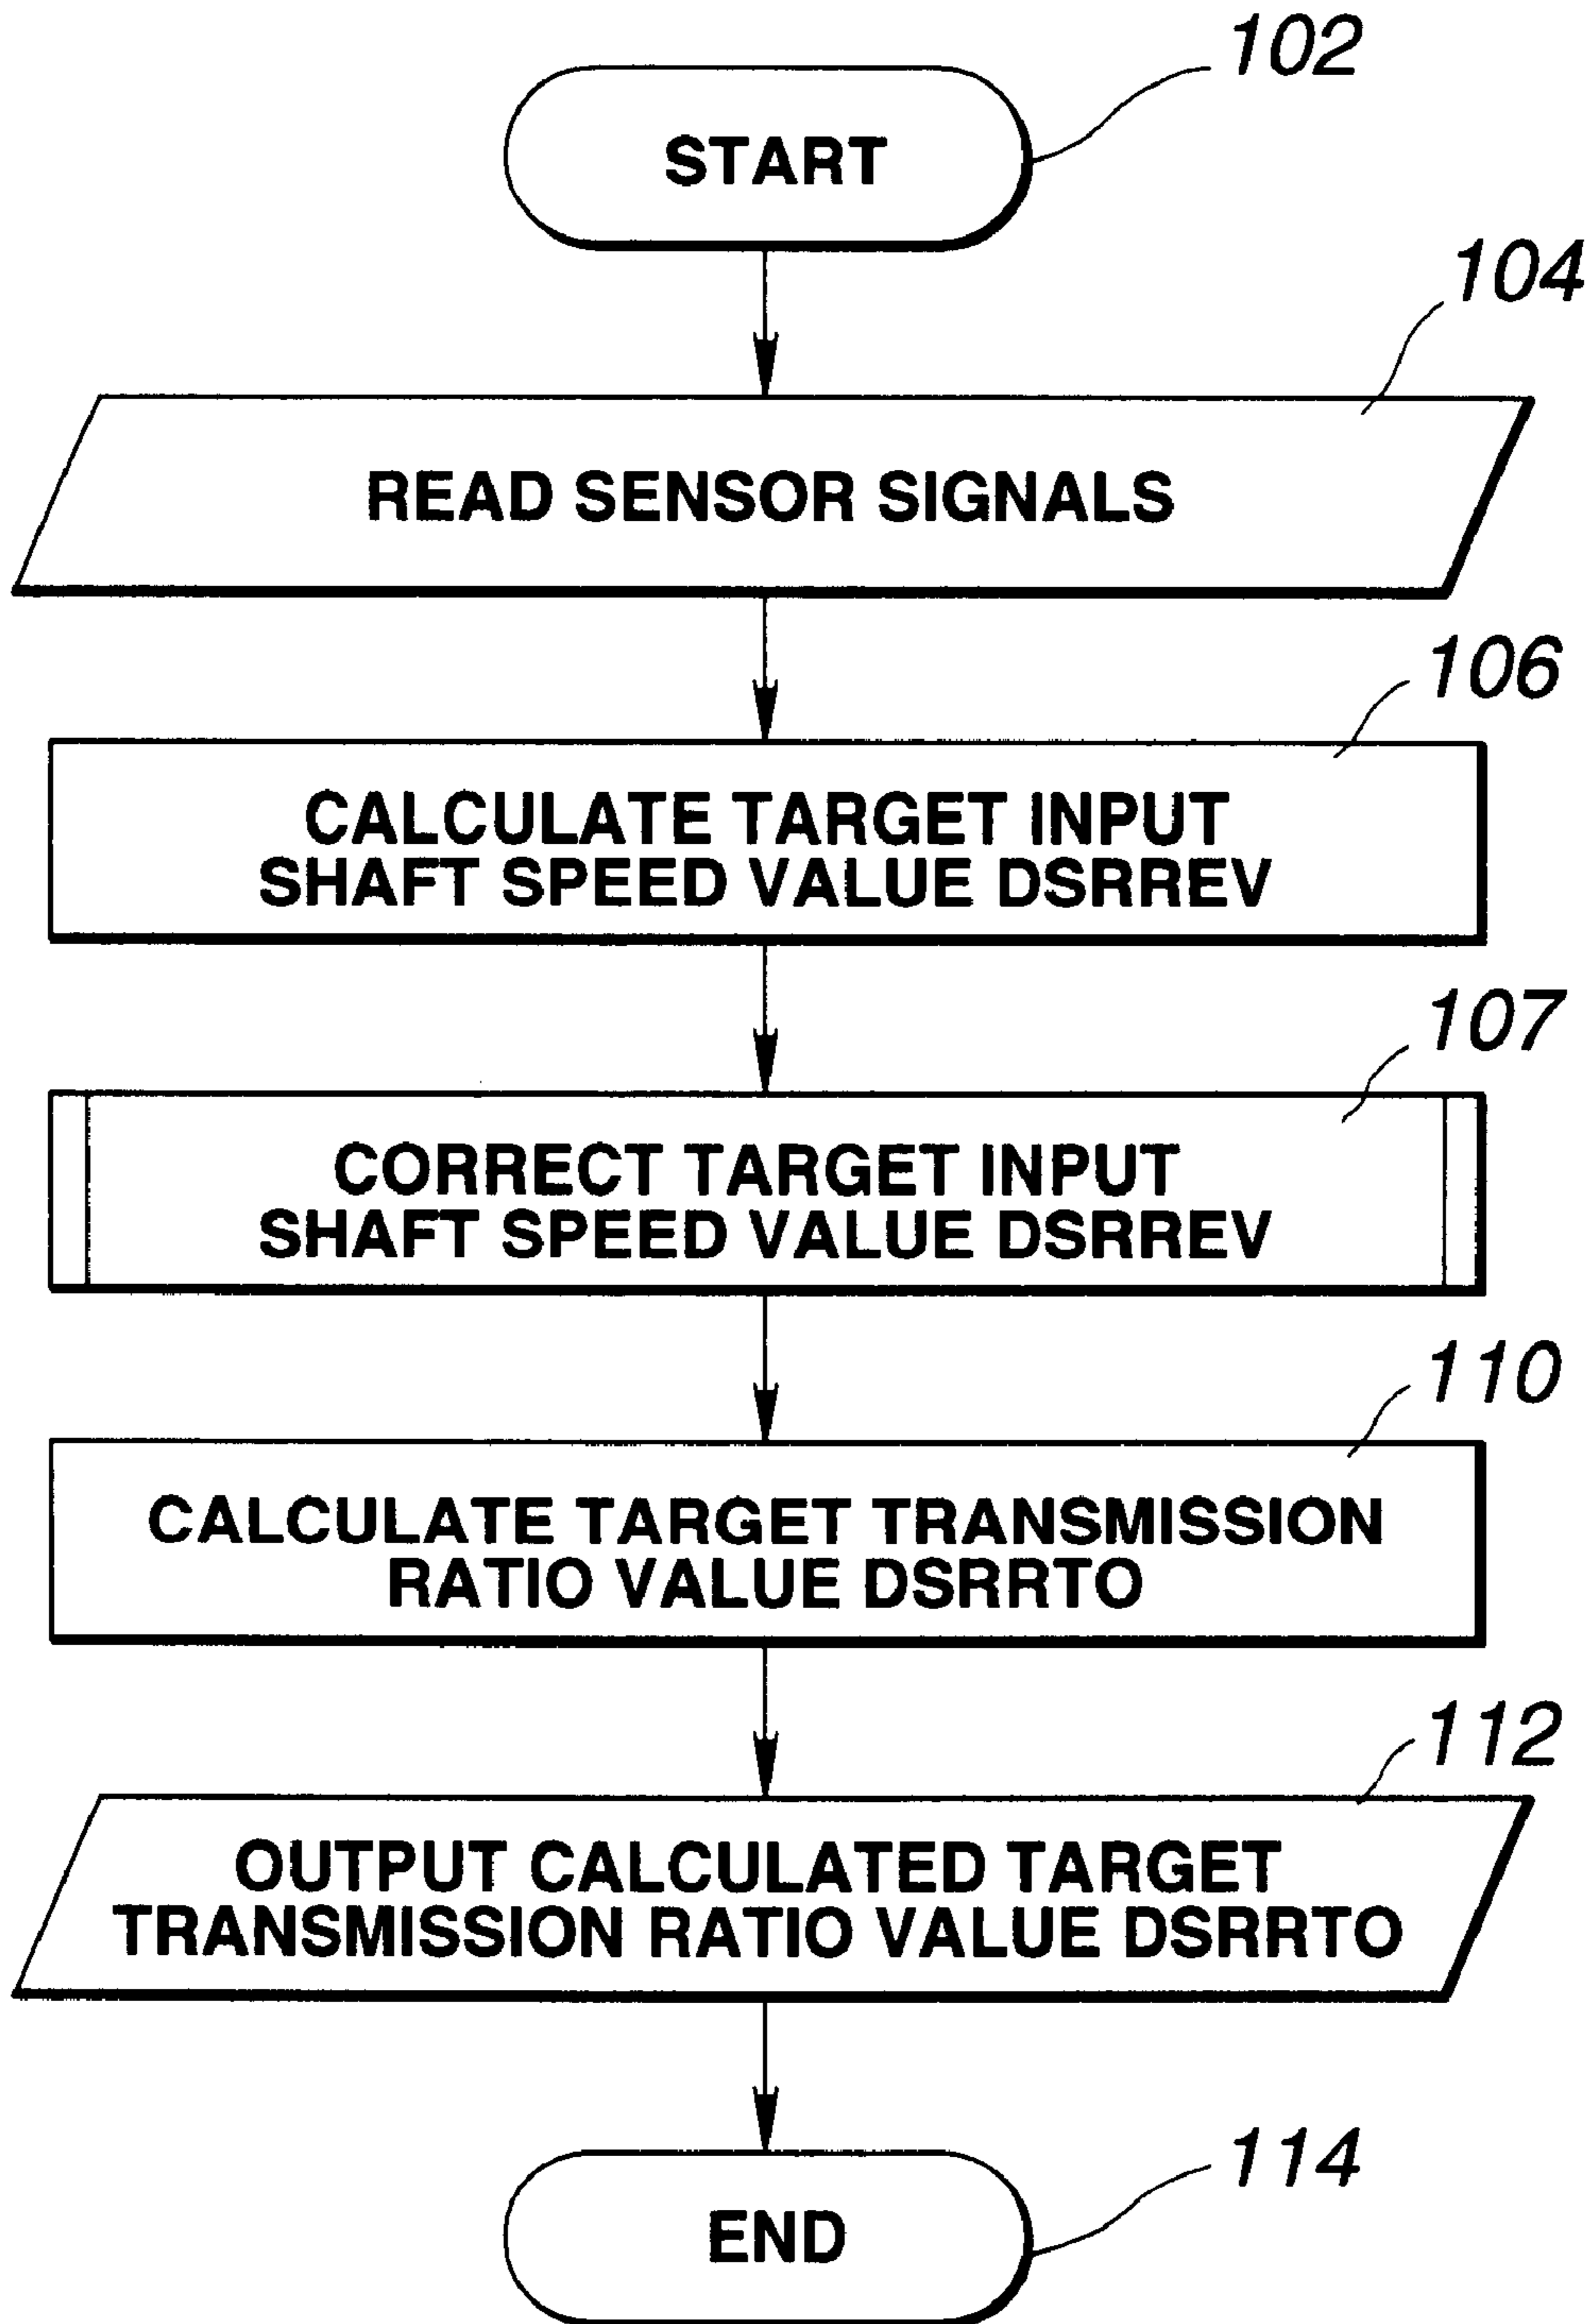 102
START
104
READ SENSOR SIGNALS
106
CALCULATE TARGET INPUT
SHAFT SPEED VALUE DSRREV
107
CORRECT TARGET INPUT
SHAFT SPEED VALUE DSRREV
110
CALCULATE TARGET TRANSMISSION
RATIO VALUE DSRRTO
112
OUTPUT CALCULATED TARGET
TRANSMISSION RATIO VALUE DSRRTO
114
END